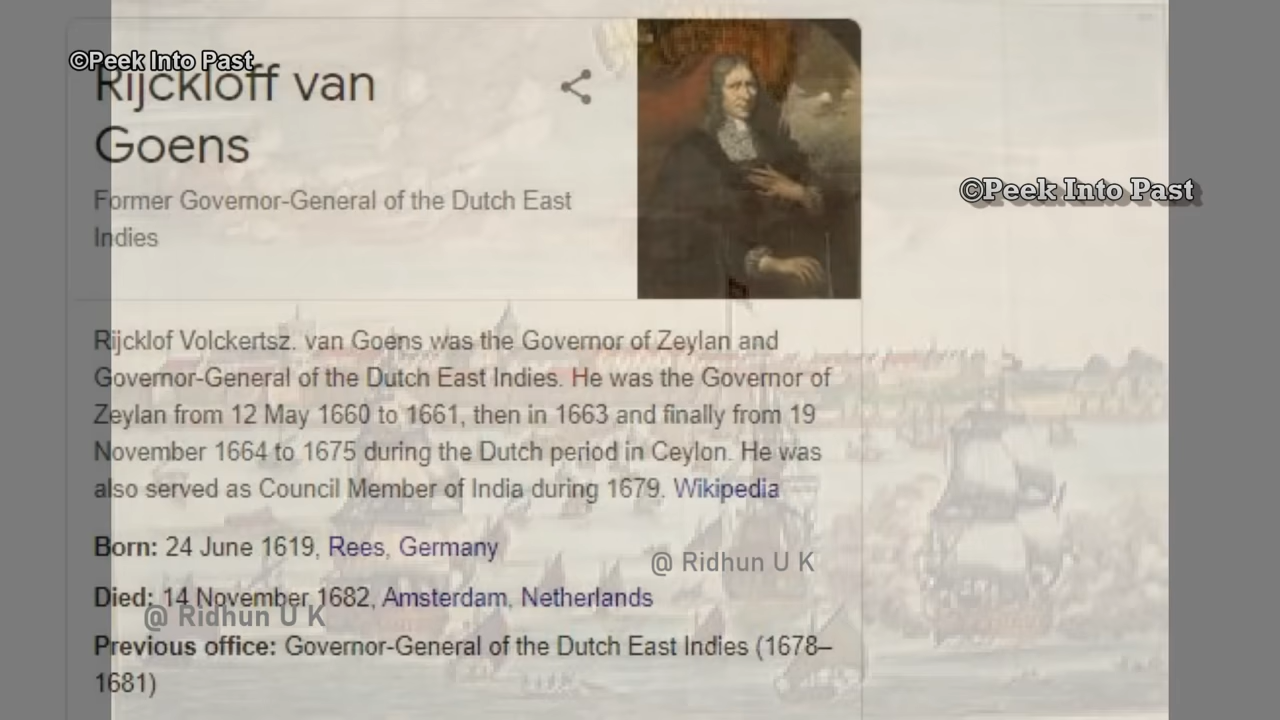 ©Peek Into Past
Rijckloff van
Goens
Former Governor-General of the Dutch East
Indies
©Peek Into Past
Rijcklof Volckertsz. van Goens was the Governor of Zeylan and
Governor-General of the Dutch East Indies. He was the Governor of
Zeylan from 12 May 1660 to 1661, then in 1663 and finally from 19
November 1664 to 1675 during the Dutch period in Ceylon. He was
also served as Council Member of India during 1679. Wikipedia
Born: 24 June 1619, Rees, Germany
@ Ridhun U K
Died: 14 November 1682, Amsterdam, Netherlands
@ Ridhun U K
Previous office: Governor-General of the Dutch East Indies (1678–
1681)